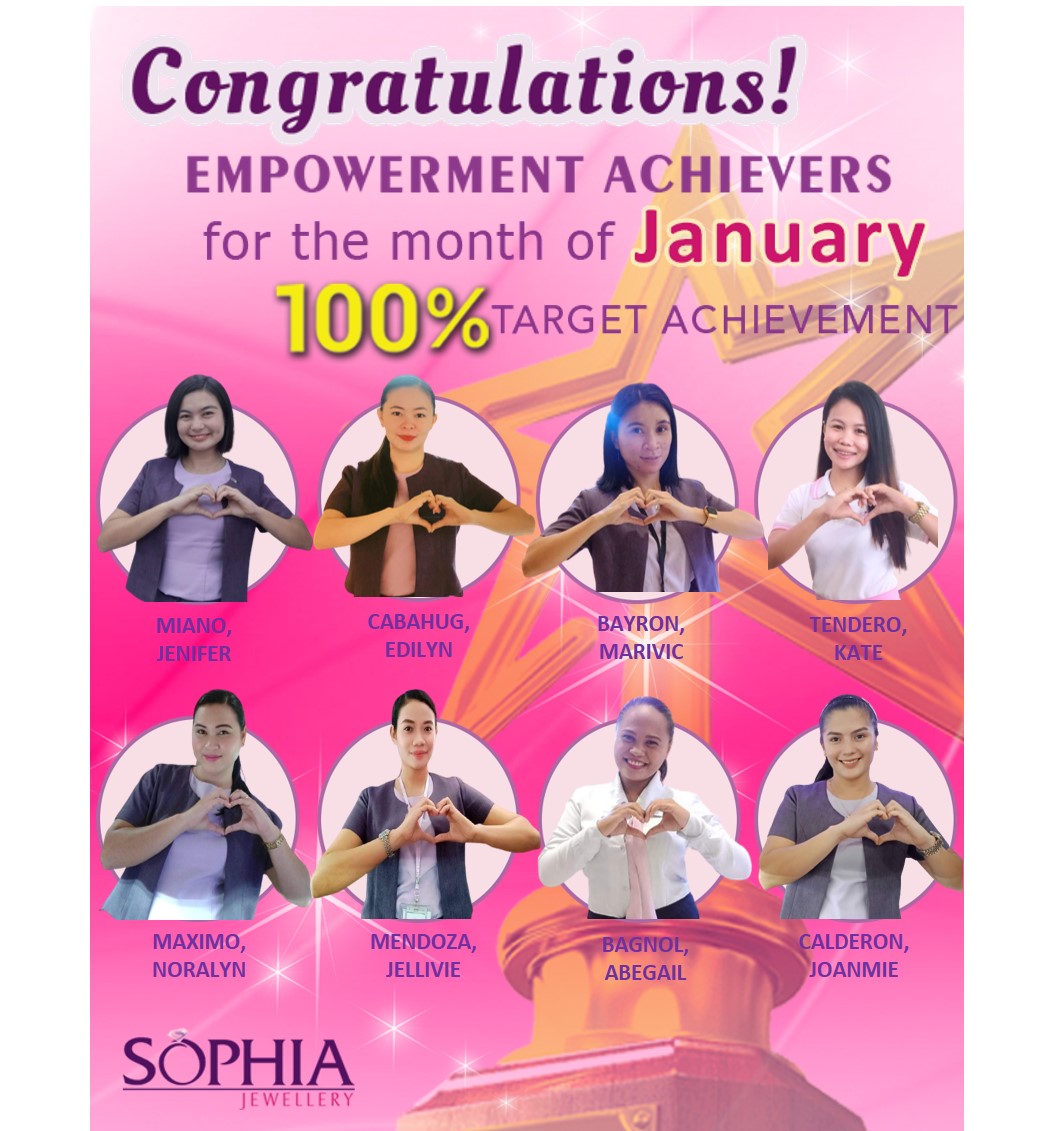 Congratulations!
EMPOWERMENT ACHIEVERS
for the month of January
100% TARGET ACHIEVEMENT
MIANO,
JENIFER
CABAHUG,
EDILYN
BAYRON,
MARIVIC
TENDERO,
KATE
MAXIMO,
NORALYN
MENDOZA,
JELLIVIE
BAGNOL,
ABEGAIL
CALDERON,
JOANMIE
SOPHIA
JEWELLERY